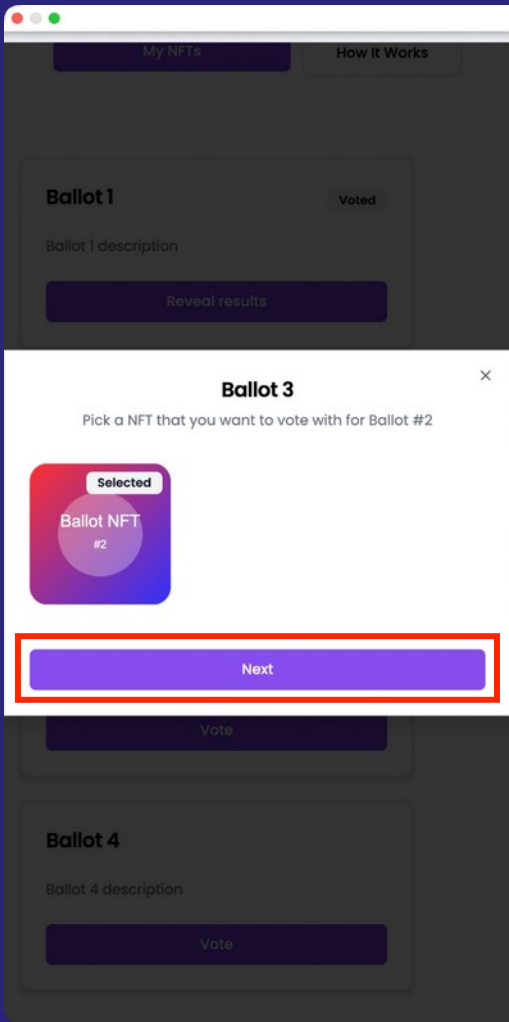 My NFTs
How It Works
Ballot 1
Voted
Ballot 1 description
Reveal results
Ballot 3
Pick a NFT that you want to vote with for Ballot #2
Selected
Ballot NFT
#2
Next
Vote
Ballot 4
Ballot 4 description
Vote